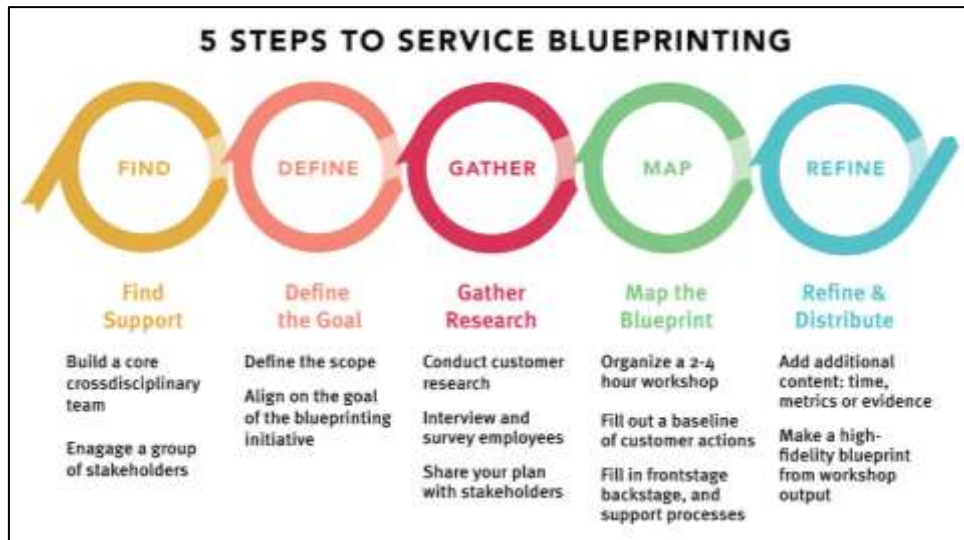 5 STEPS TO SERVICE BLUEPRINTING
FIND
DEFINE
GATHER
MAP
REFINE
Find
Support
Build a core
crossdisciplinary
team
Enagage a group
of stakeholders
Define
the Goal
Define the scope
Align on the goal
of the blueprinting
initiative
Gather
Research
Conduct customer
research
Interview and
survey employees
Share your plan
with stakeholders
Map the
Blueprint
Organize a 2-4
hour workshop
Fill out a baseline
of customer actions
Fill in frontstage
backstage, and
support processes
Refine &
Distribute
Add additional
content: time,
metrics or evidence
Make a high-
fidelity blueprint
from workshop
output